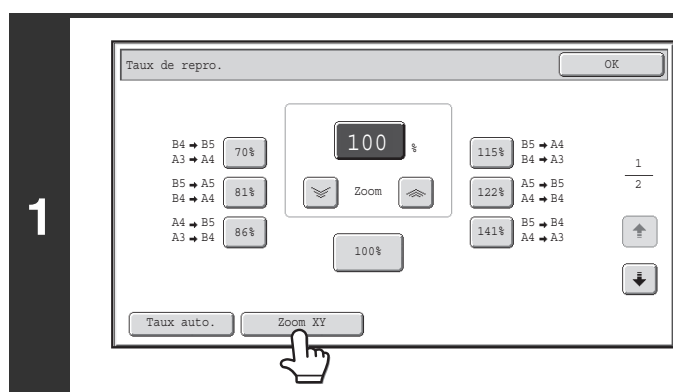 1
Taux de repro.
OK
B4 → B5
A3 → A4
70%
B5 → A5
B4 → A4
81%
A4 → B5
A3 → B4
86%
100 %
Zoom
100%
115%
B5 → A4
B4 → A3
122%
A5 → B5
A4 → B4
141%
B5 → B4
A4 → A3
1
2
Taux auto.
Zoom XY